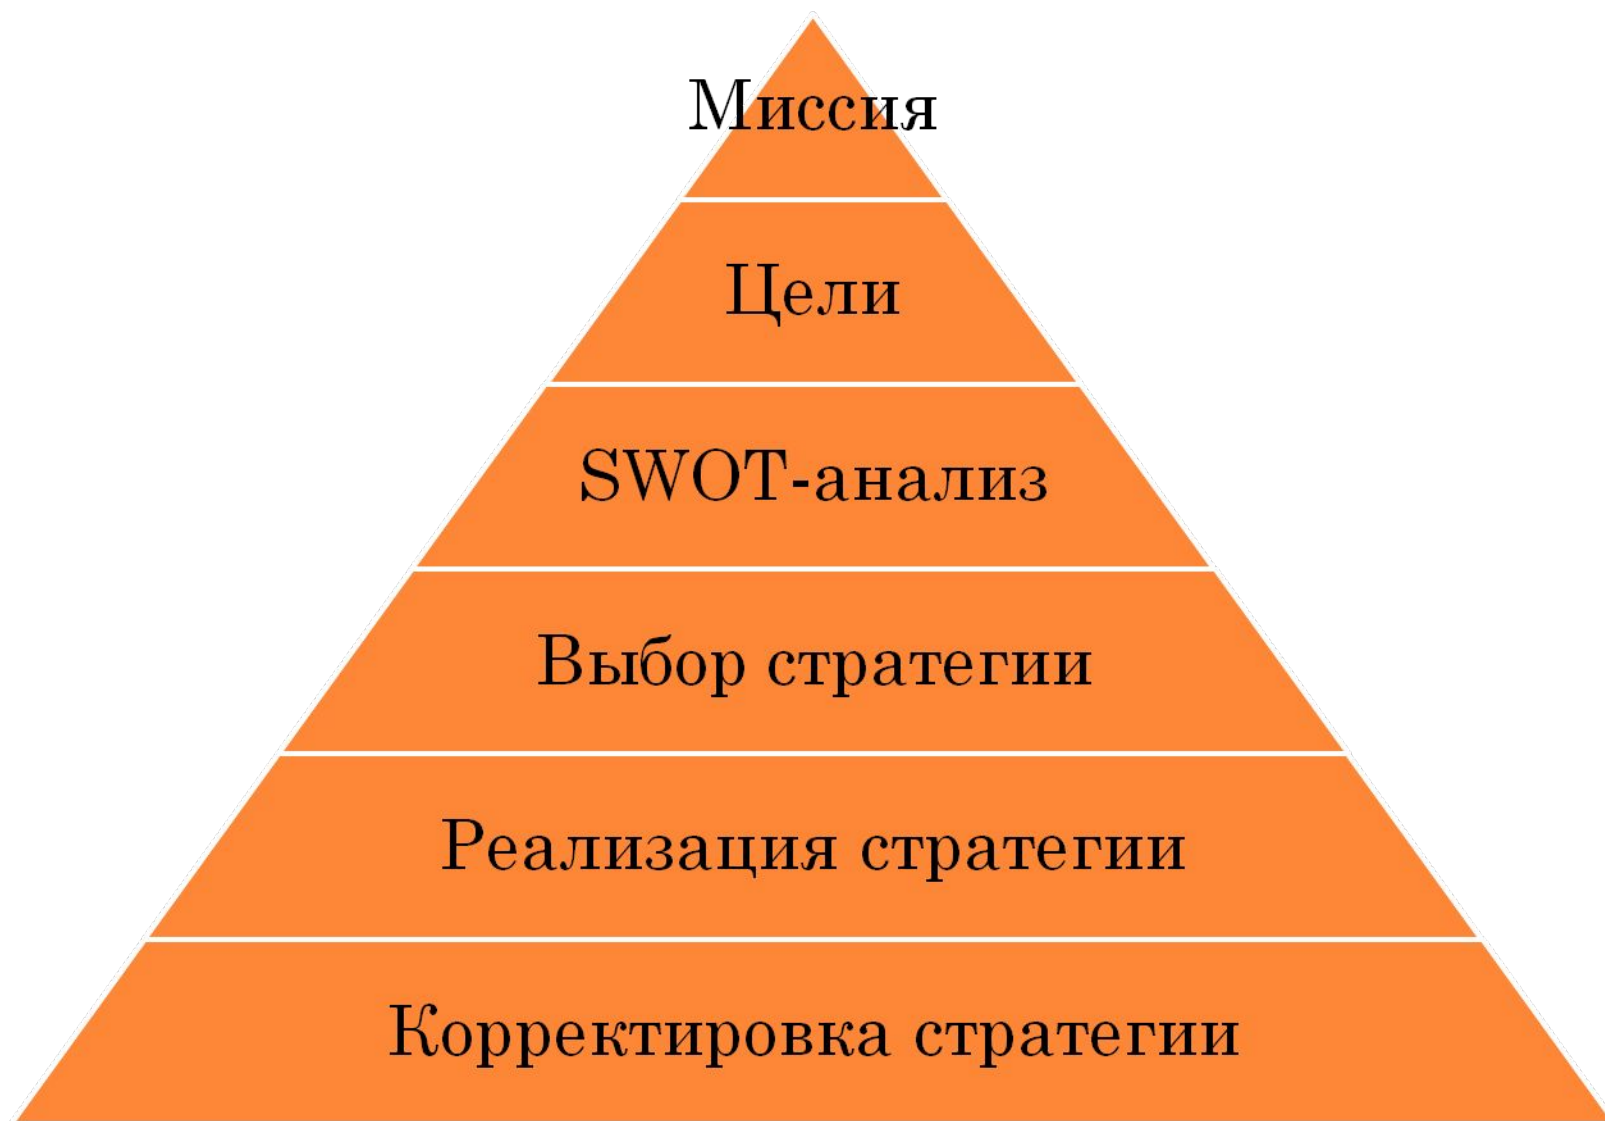 Миссия
Цели
SWOT-анализ
Выбор стратегии
Реализация стратегии
Корректировка стратегии